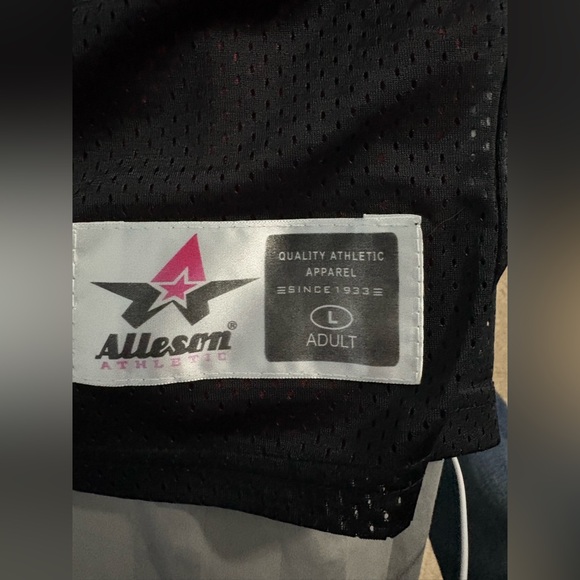 Alleson®
ATHLETIC
QUALITY ATHLETIC
APPAREL
SINCE 1933
L
ADULT